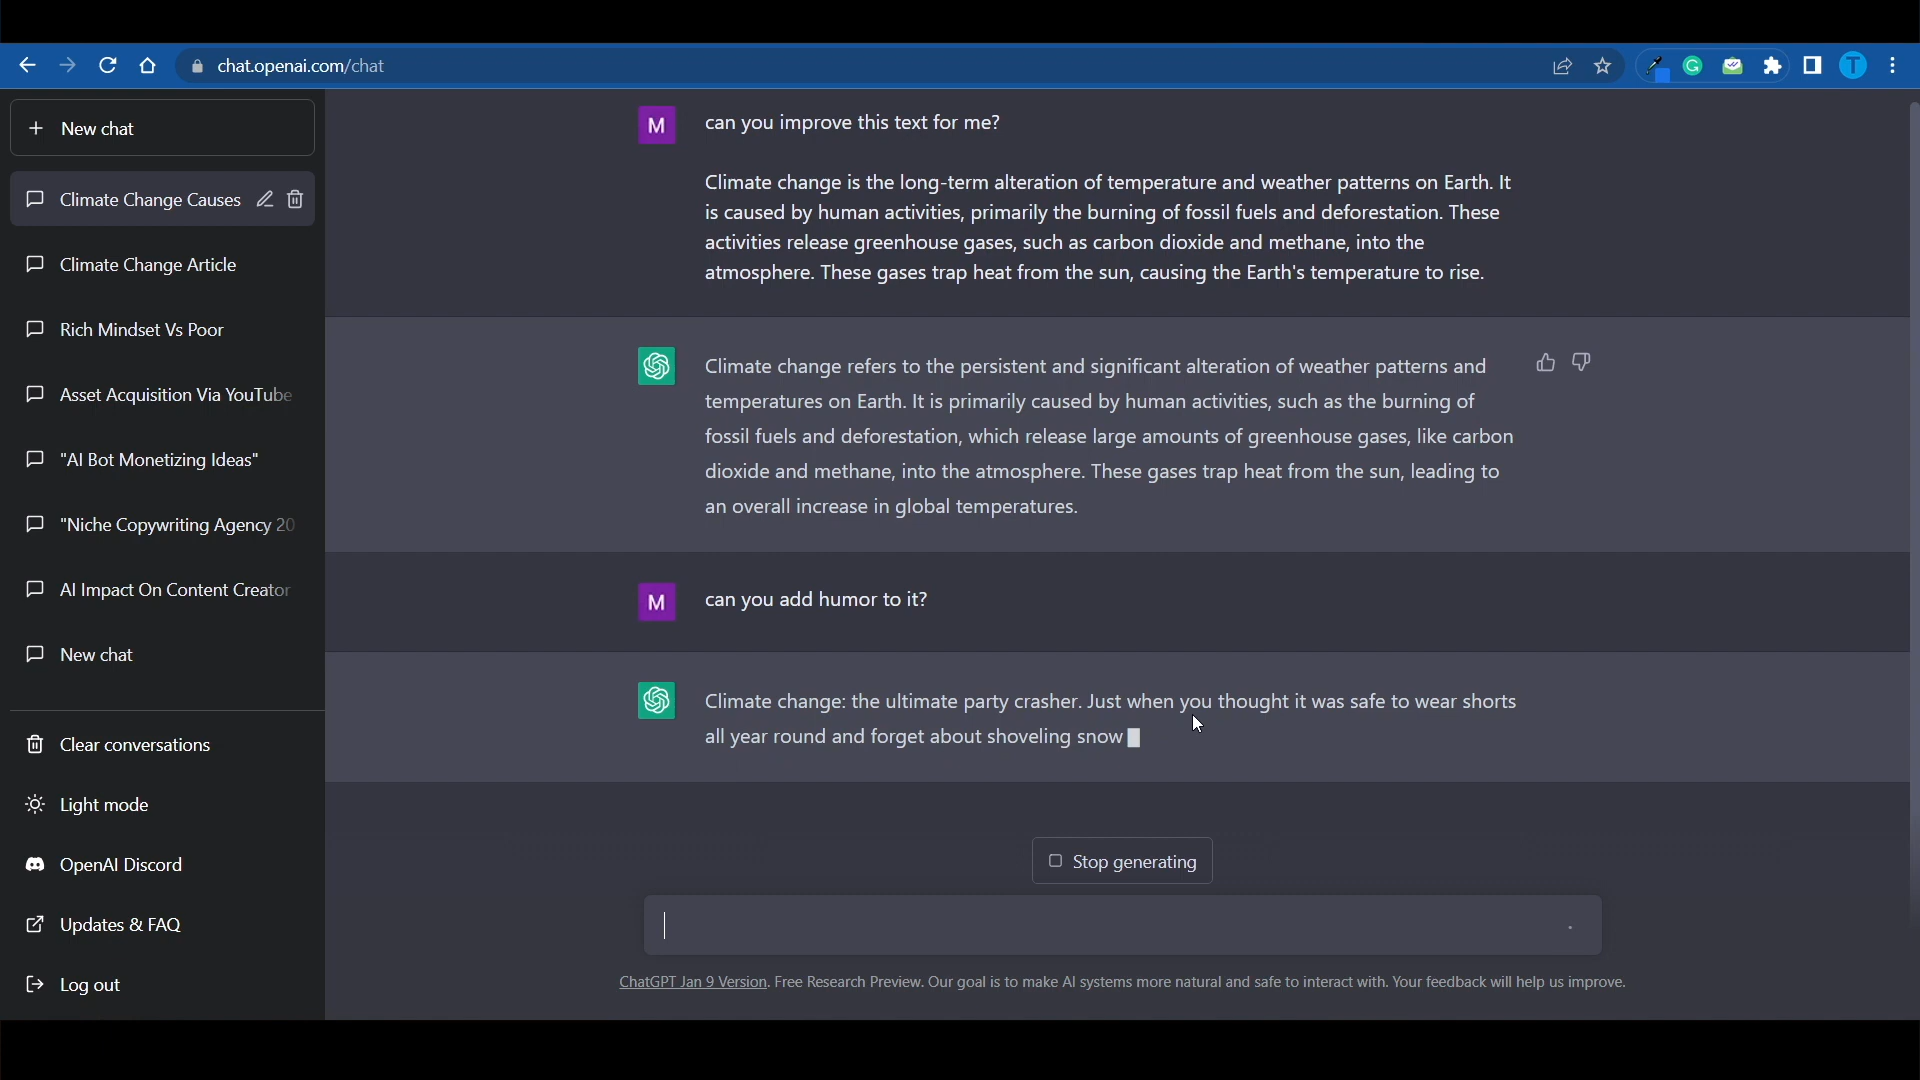 chat.openai.com/chat
T
New chat
Climate Change Causes
Climate Change Article
Rich Mindset Vs Poor
Asset Acquisition Via YouTube
"AI Bot Monetizing Ideas"
"Niche Copywriting Agency 20
AI Impact On Content Creator
New chat
Clear conversations
Light mode
OpenAI Discord
Updates & FAQ
Log out
M
can you improve this text for me?
Climate change is the long-term alteration of temperature and weather patterns on Earth. It
is caused by human activities, primarily the burning of fossil fuels and deforestation. These
activities release greenhouse gases, such as carbon dioxide and methane, into the
atmosphere. These gases trap heat from the sun, causing the Earth's temperature to rise.
Climate change refers to the persistent and significant alteration of weather patterns and
temperatures on Earth. It is primarily caused by human activities, such as the burning of
fossil fuels and deforestation, which release large amounts of greenhouse gases, like carbon
dioxide and methane, into the atmosphere. These gases trap heat from the sun, leading to
an overall increase in global temperatures.
M
can you add humor to it?
Climate change: the ultimate party crasher. Just when you thought it was safe to wear shorts
all year round and forget about shoveling snow
Stop generating
ChatGPT Jan 9 Version. Free Research Preview. Our goal is to make AI systems more natural and safe to interact with. Your feedback will help us improve.